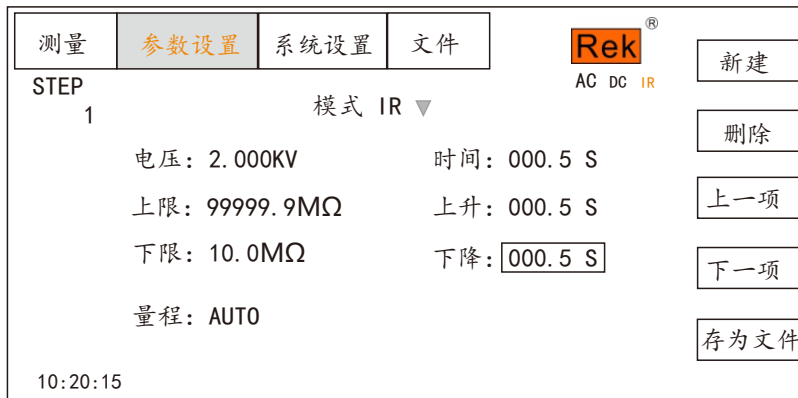 测量 参数设置 系统设置 文件 Rek®
AC DC IR
新建
STEP
1
模式 IR ▼
删除
电压: 2.000KV 时间: 000.5 S
上限: 99999.9MΩ 上升: 000.5 S
上一项
下限: 10.0MΩ 下降: 000.5 S
下一项
量程: AUTO
存为文件
10:20:15